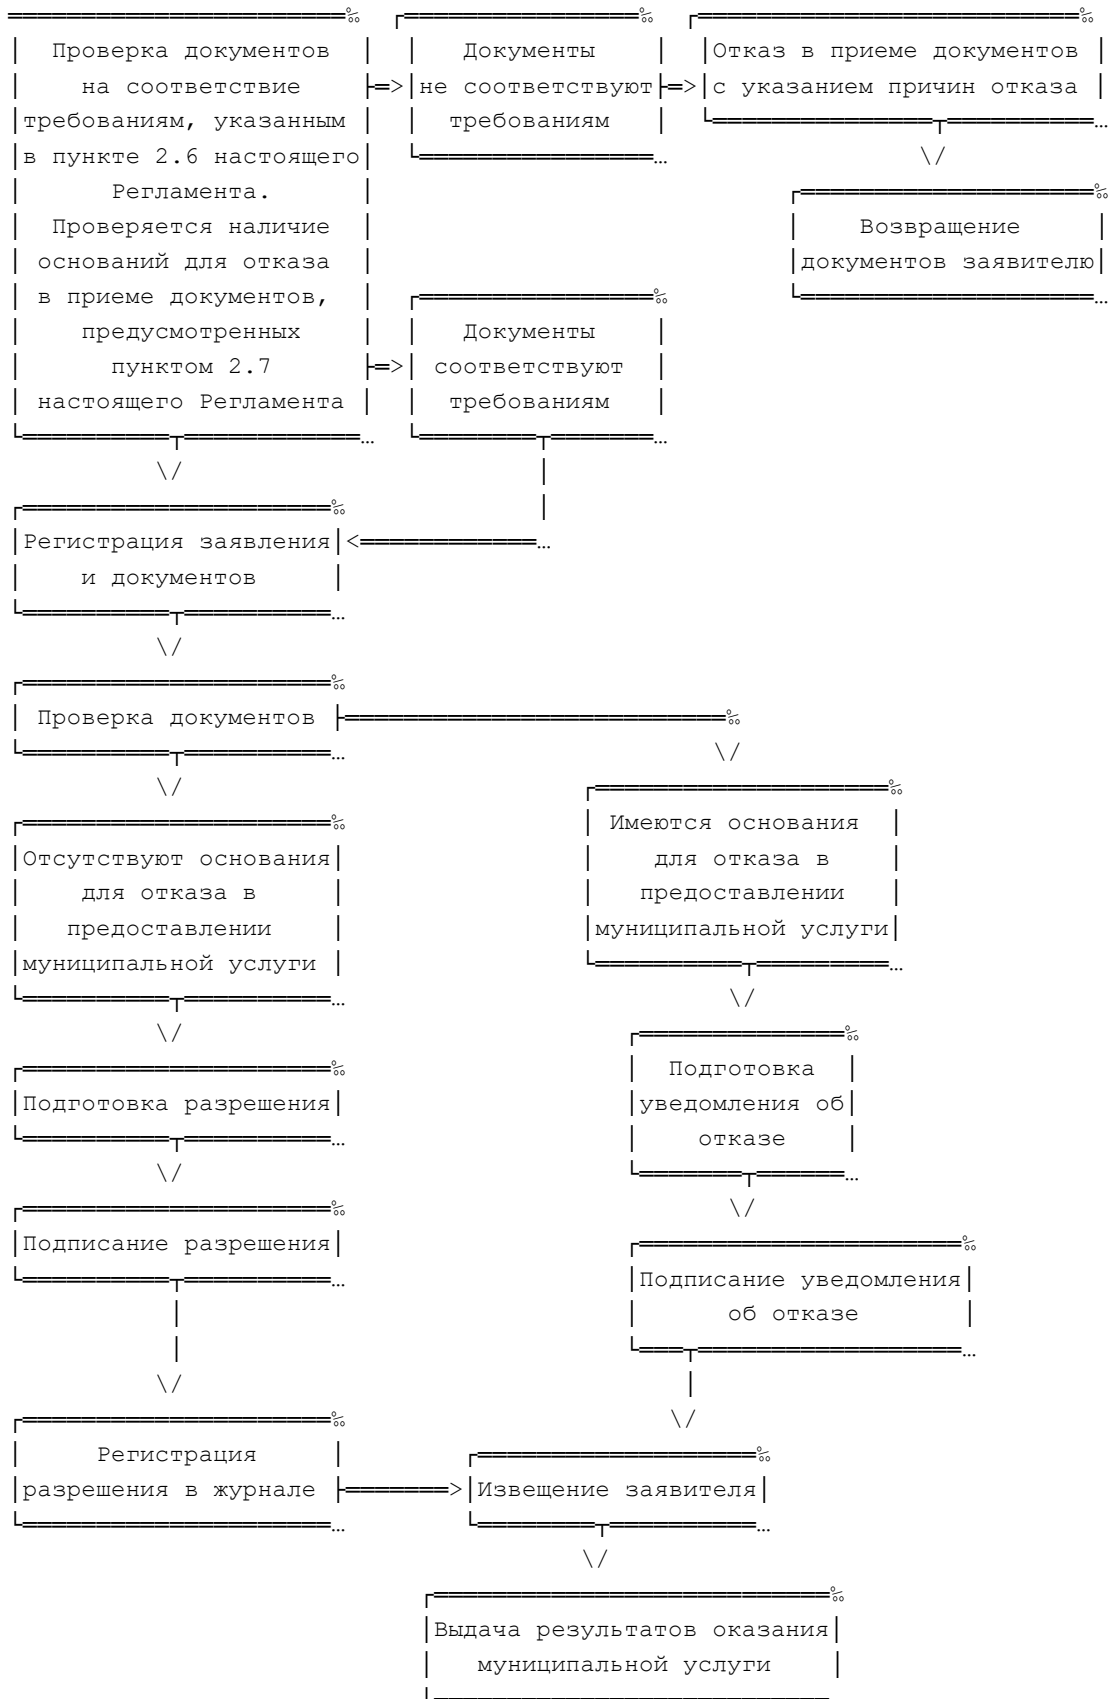 Проверка документов
на соответствие
требованиям, указанным
в пункте 2.6 настоящего
Регламента.
Проверяется наличие
оснований для отказа
в приеме документов,
предусмотренных
пунктом 2.7
настоящего Регламента
Документы
не соответствуют
требованиям
Отказ в приеме документов
с указанием причин отказа
Возвращение
документов заявителю
Документы
соответствуют
требованиям
Регистрация заявления
и документов
Проверка документов
Отсутствуют основания
для отказа в
предоставлении
муниципальной услуги
Имеются основания
для отказа в
предоставлении
муниципальной услуги
Подготовка разрешения
Подготовка
уведомления об
отказе
Подписание разрешения
Подписание уведомления
об отказе
Регистрация
разрешения в журнале
Извещение заявителя
Выдача результатов оказания
муниципальной услуги